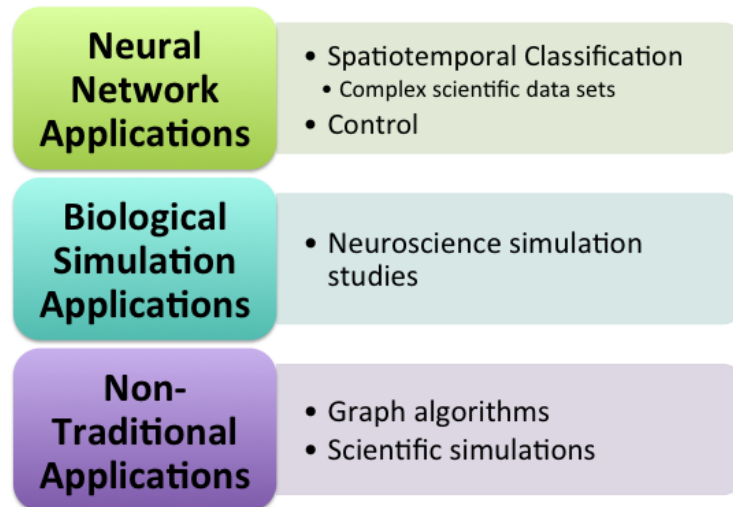 Neural
Network
Applications
• Spatiotemporal Classification
• Complex scientific data sets
• Control
Biological
Simulation
Applications
• Neuroscience simulation
studies
Non-
Traditional
Applications
• Graph algorithms
• Scientific simulations